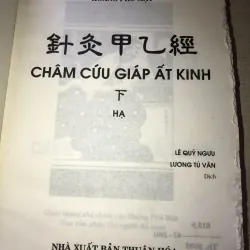 針灸甲乙經
CHÂM CỨU GIÁP ẤT KINH
下
HẠ
LÊ QUÝ NGƯU
LƯƠNG TÚ VÂN
Dịch
NHÀ XUẤT BẢN THUẬN HÓA